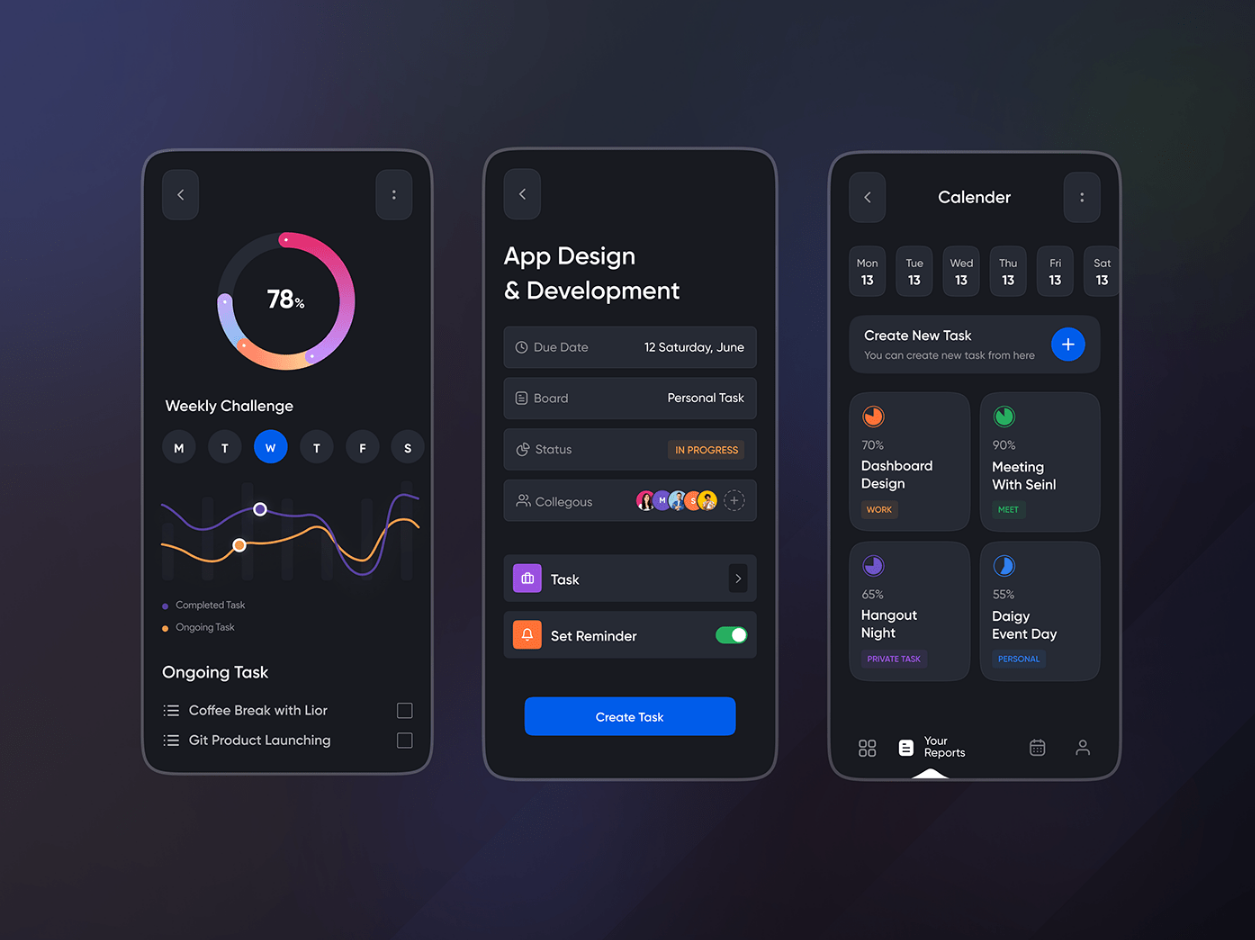 78%
Weekly Challenge
M T W T F S
Completed Task
Ongoing Task
Ongoing Task
Coffee Break with Lior
Git Product Launching
App Design
& Development
Due Date 12 Saturday, June
Board Personal Task
Status IN PROGRESS
Collegous M S
Task
Set Reminder
Create Task
Calender
Mon Tue Wed Thu Fri Sat
13 13 13 13 13 13
Create New Task
You can create new task from here
70%
Dashboard
Design
WORK
90%
Meeting
With Seinl
MEET
65%
Hangout
Night
PRIVATE TASK
55%
Daigy
Event Day
PERSONAL
Your
Reports